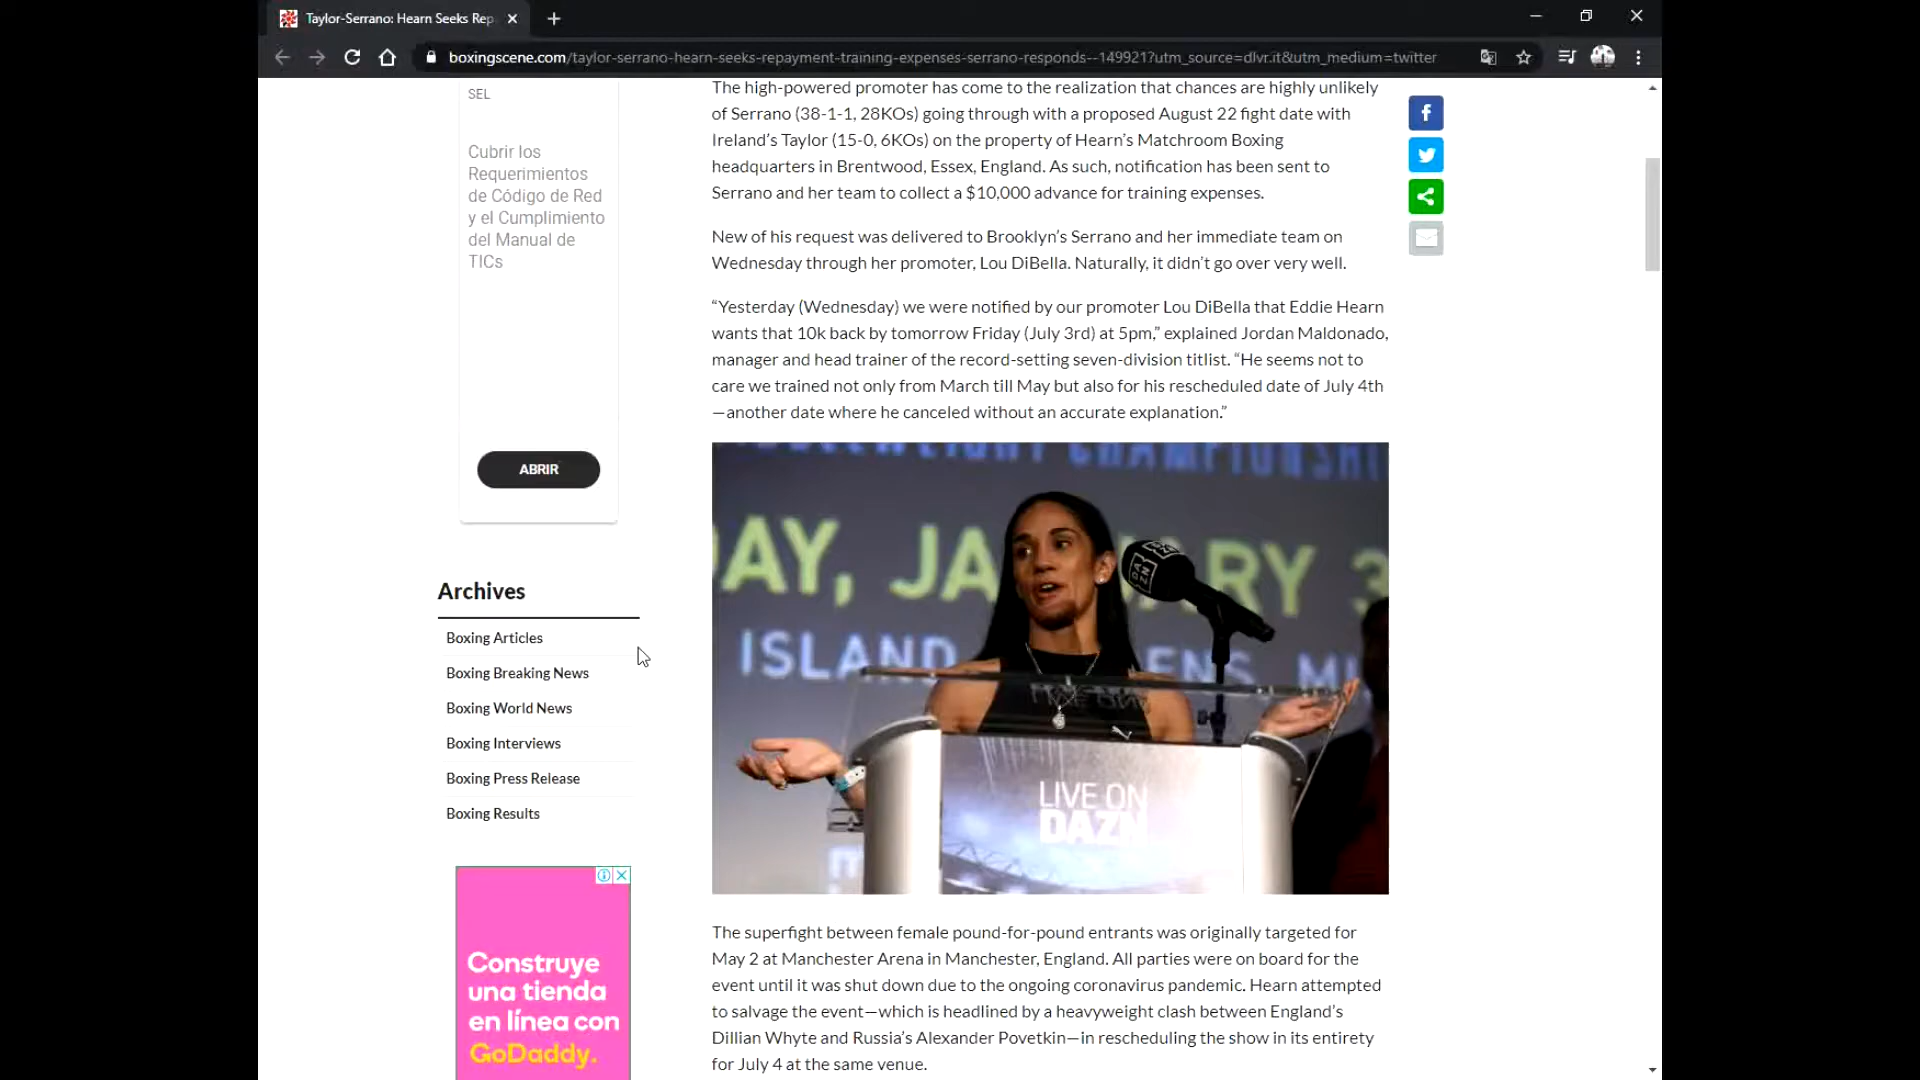 Taylor-Serrano: Hearn Seeks Rep
boxingscene.com/taylor-serrano-hearn-seeks-repayment-training-expenses-serrano-responds--149921?utm_source=dlvr.it&utm_medium=twitter
SEL
Cubrir los
Requerimientos
de Código de Red
y el Cumplimiento
del Manual de
TICs
ABRIR
Archives
Boxing Articles
Boxing Breaking News
Boxing World News
Boxing Interviews
Boxing Press Release
Boxing Results
Construye
una tienda
en línea con
GoDaddy.
The high-powered promoter has come to the realization that chances are highly unlikely
of Serrano (38-1-1, 28KOs) going through with a proposed August 22 fight date with
Ireland’s Taylor (15-0, 6KOs) on the property of Hearn’s Matchroom Boxing
headquarters in Brentwood, Essex, England. As such, notification has been sent to
Serrano and her team to collect a $10,000 advance for training expenses.
New of his request was delivered to Brooklyn’s Serrano and her immediate team on
Wednesday through her promoter, Lou DiBella. Naturally, it didn’t go over very well.
“Yesterday (Wednesday) we were notified by our promoter Lou DiBella that Eddie Hearn
wants that 10k back by tomorrow Friday (July 3rd) at 5pm,” explained Jordan Maldonado,
manager and head trainer of the record-setting seven-division titlist. “He seems not to
care we trained not only from March till May but also for his rescheduled date of July 4th
—another date where he canceled without an accurate explanation.”
CHAMPIONSHI
AY, JANUARY 3
ISLAND
DAZN
LIVE ON
DAZN
The superfight between female pound-for-pound entrants was originally targeted for
May 2 at Manchester Arena in Manchester, England. All parties were on board for the
event until it was shut down due to the ongoing coronavirus pandemic. Hearn attempted
to salvage the event—which is headlined by a heavyweight clash between England’s
Dillian Whyte and Russia’s Alexander Povetkin—in rescheduling the show in its entirety
for July 4 at the same venue.